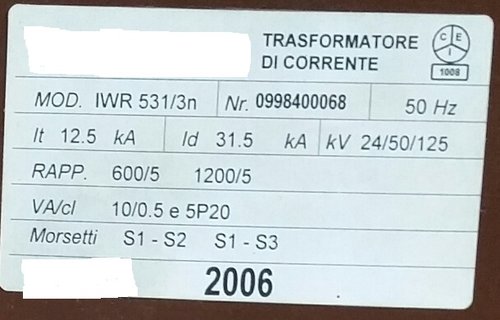 TRASFORMATORE
DI CORRENTE
C E I
1008
MOD. IWR 531/3n Nr. 0998400068 50 Hz
It 12.5 kA Id 31.5 kA kV 24/50/125
RAPP. 600/5 1200/5
VA/cl 10/0.5 e 5P20
Morsetti S1 - S2 S1 - S3
2006